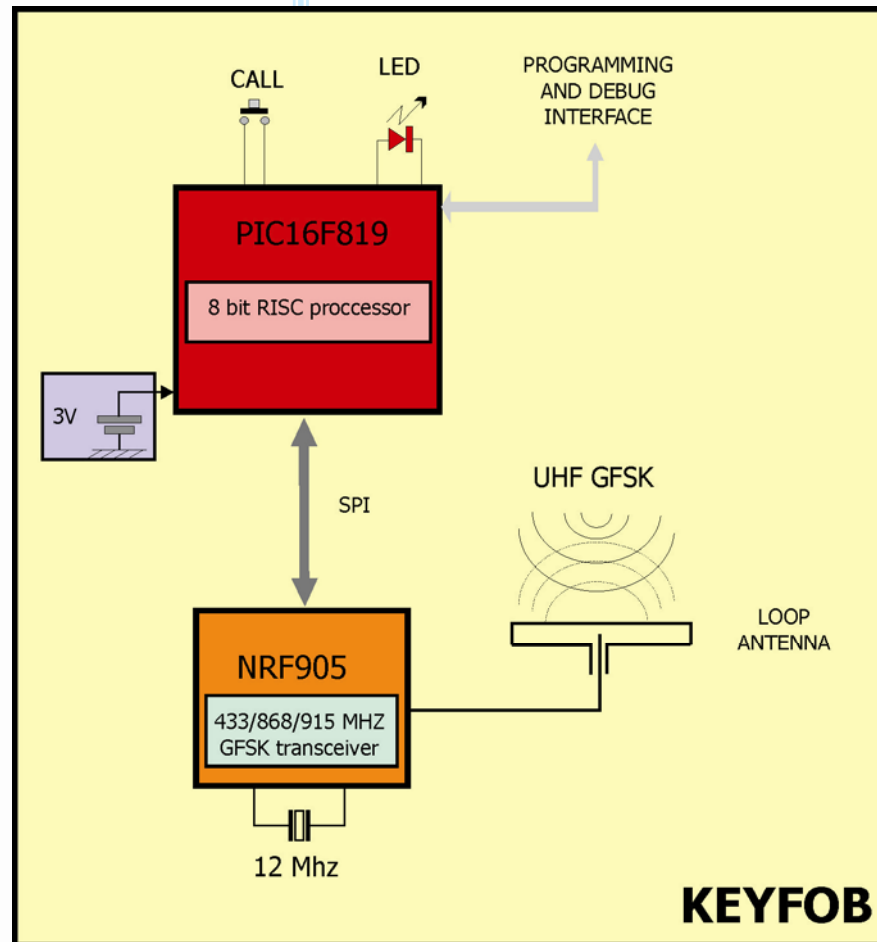 CALL
LED
PROGRAMMING
AND DEBUG
INTERFACE
PIC16F819
8 bit RISC proccessor
3V
SPI
UHF GFSK
LOOP
ANTENNA
NRF905
433/868/915 MHZ
GFSK transceiver
12 Mhz
KEYFOB